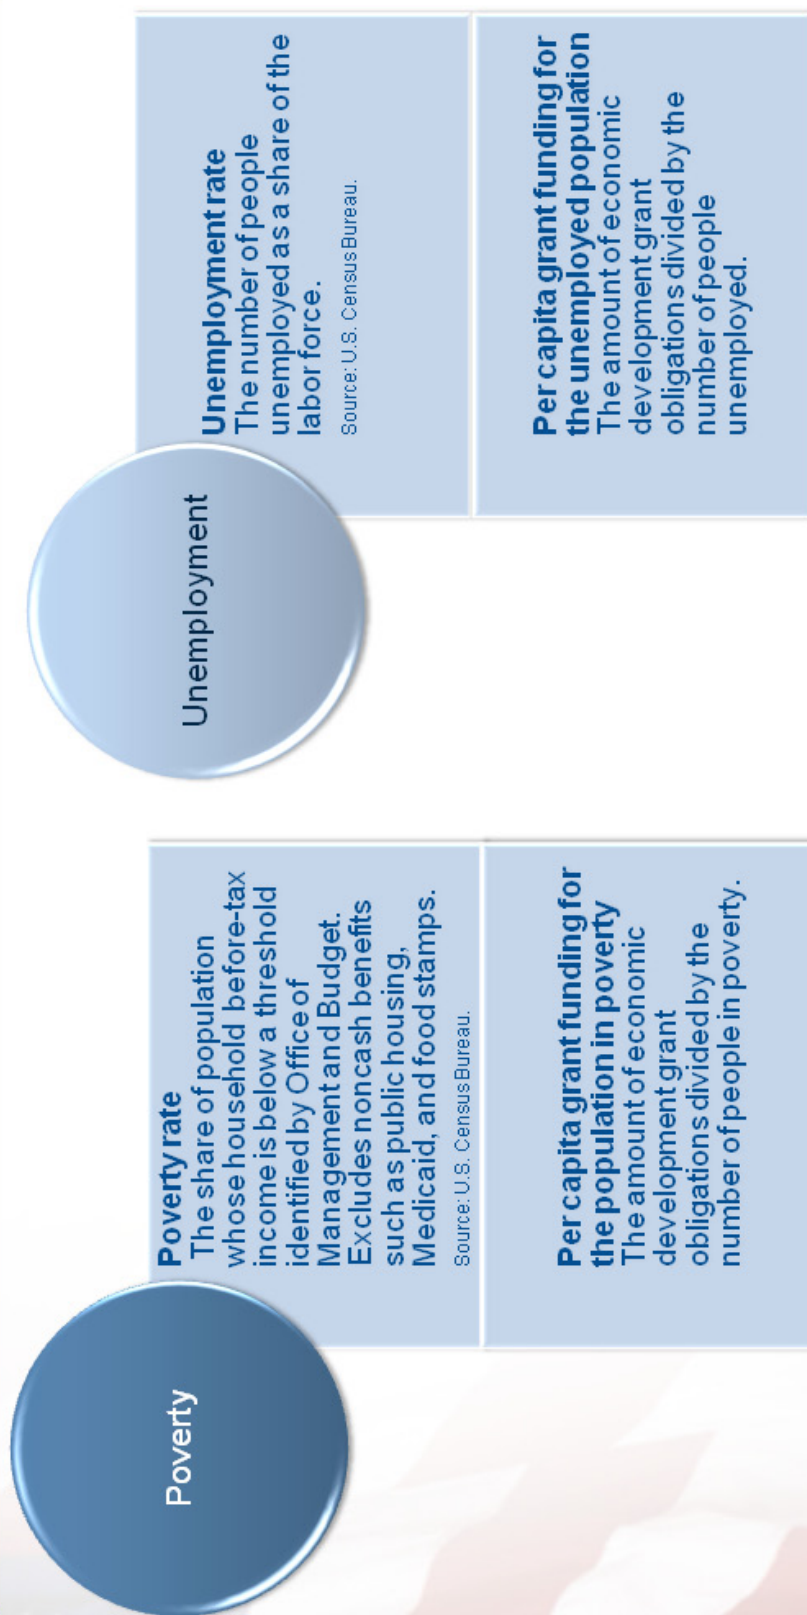 Poverty
Poverty rate
The share of population
whose household before-tax
income is below a threshold
identified by Office of
Management and Budget.
Excludes noncash benefits
such as public housing,
Medicaid, and food stamps.
Source: U.S. Census Bureau.
Per capita grant funding for
the population in poverty
The amount of economic
development grant
obligations divided by the
number of people in poverty.
Unemployment
Unemployment rate
The number of people
unemployed as a share of the
labor force.
Source: U.S. Census Bureau.
Per capita grant funding for
the unemployed population
The amount of economic
development grant
obligations divided by the
number of people
unemployed.